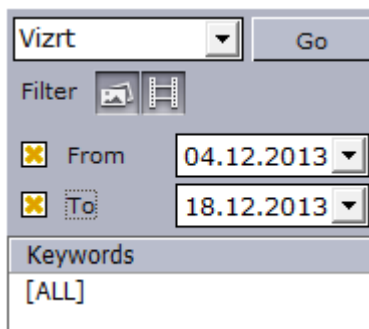 Vizrt Go
Filter
From 04.12.2013
To 18.12.2013
Keywords
[ALL]